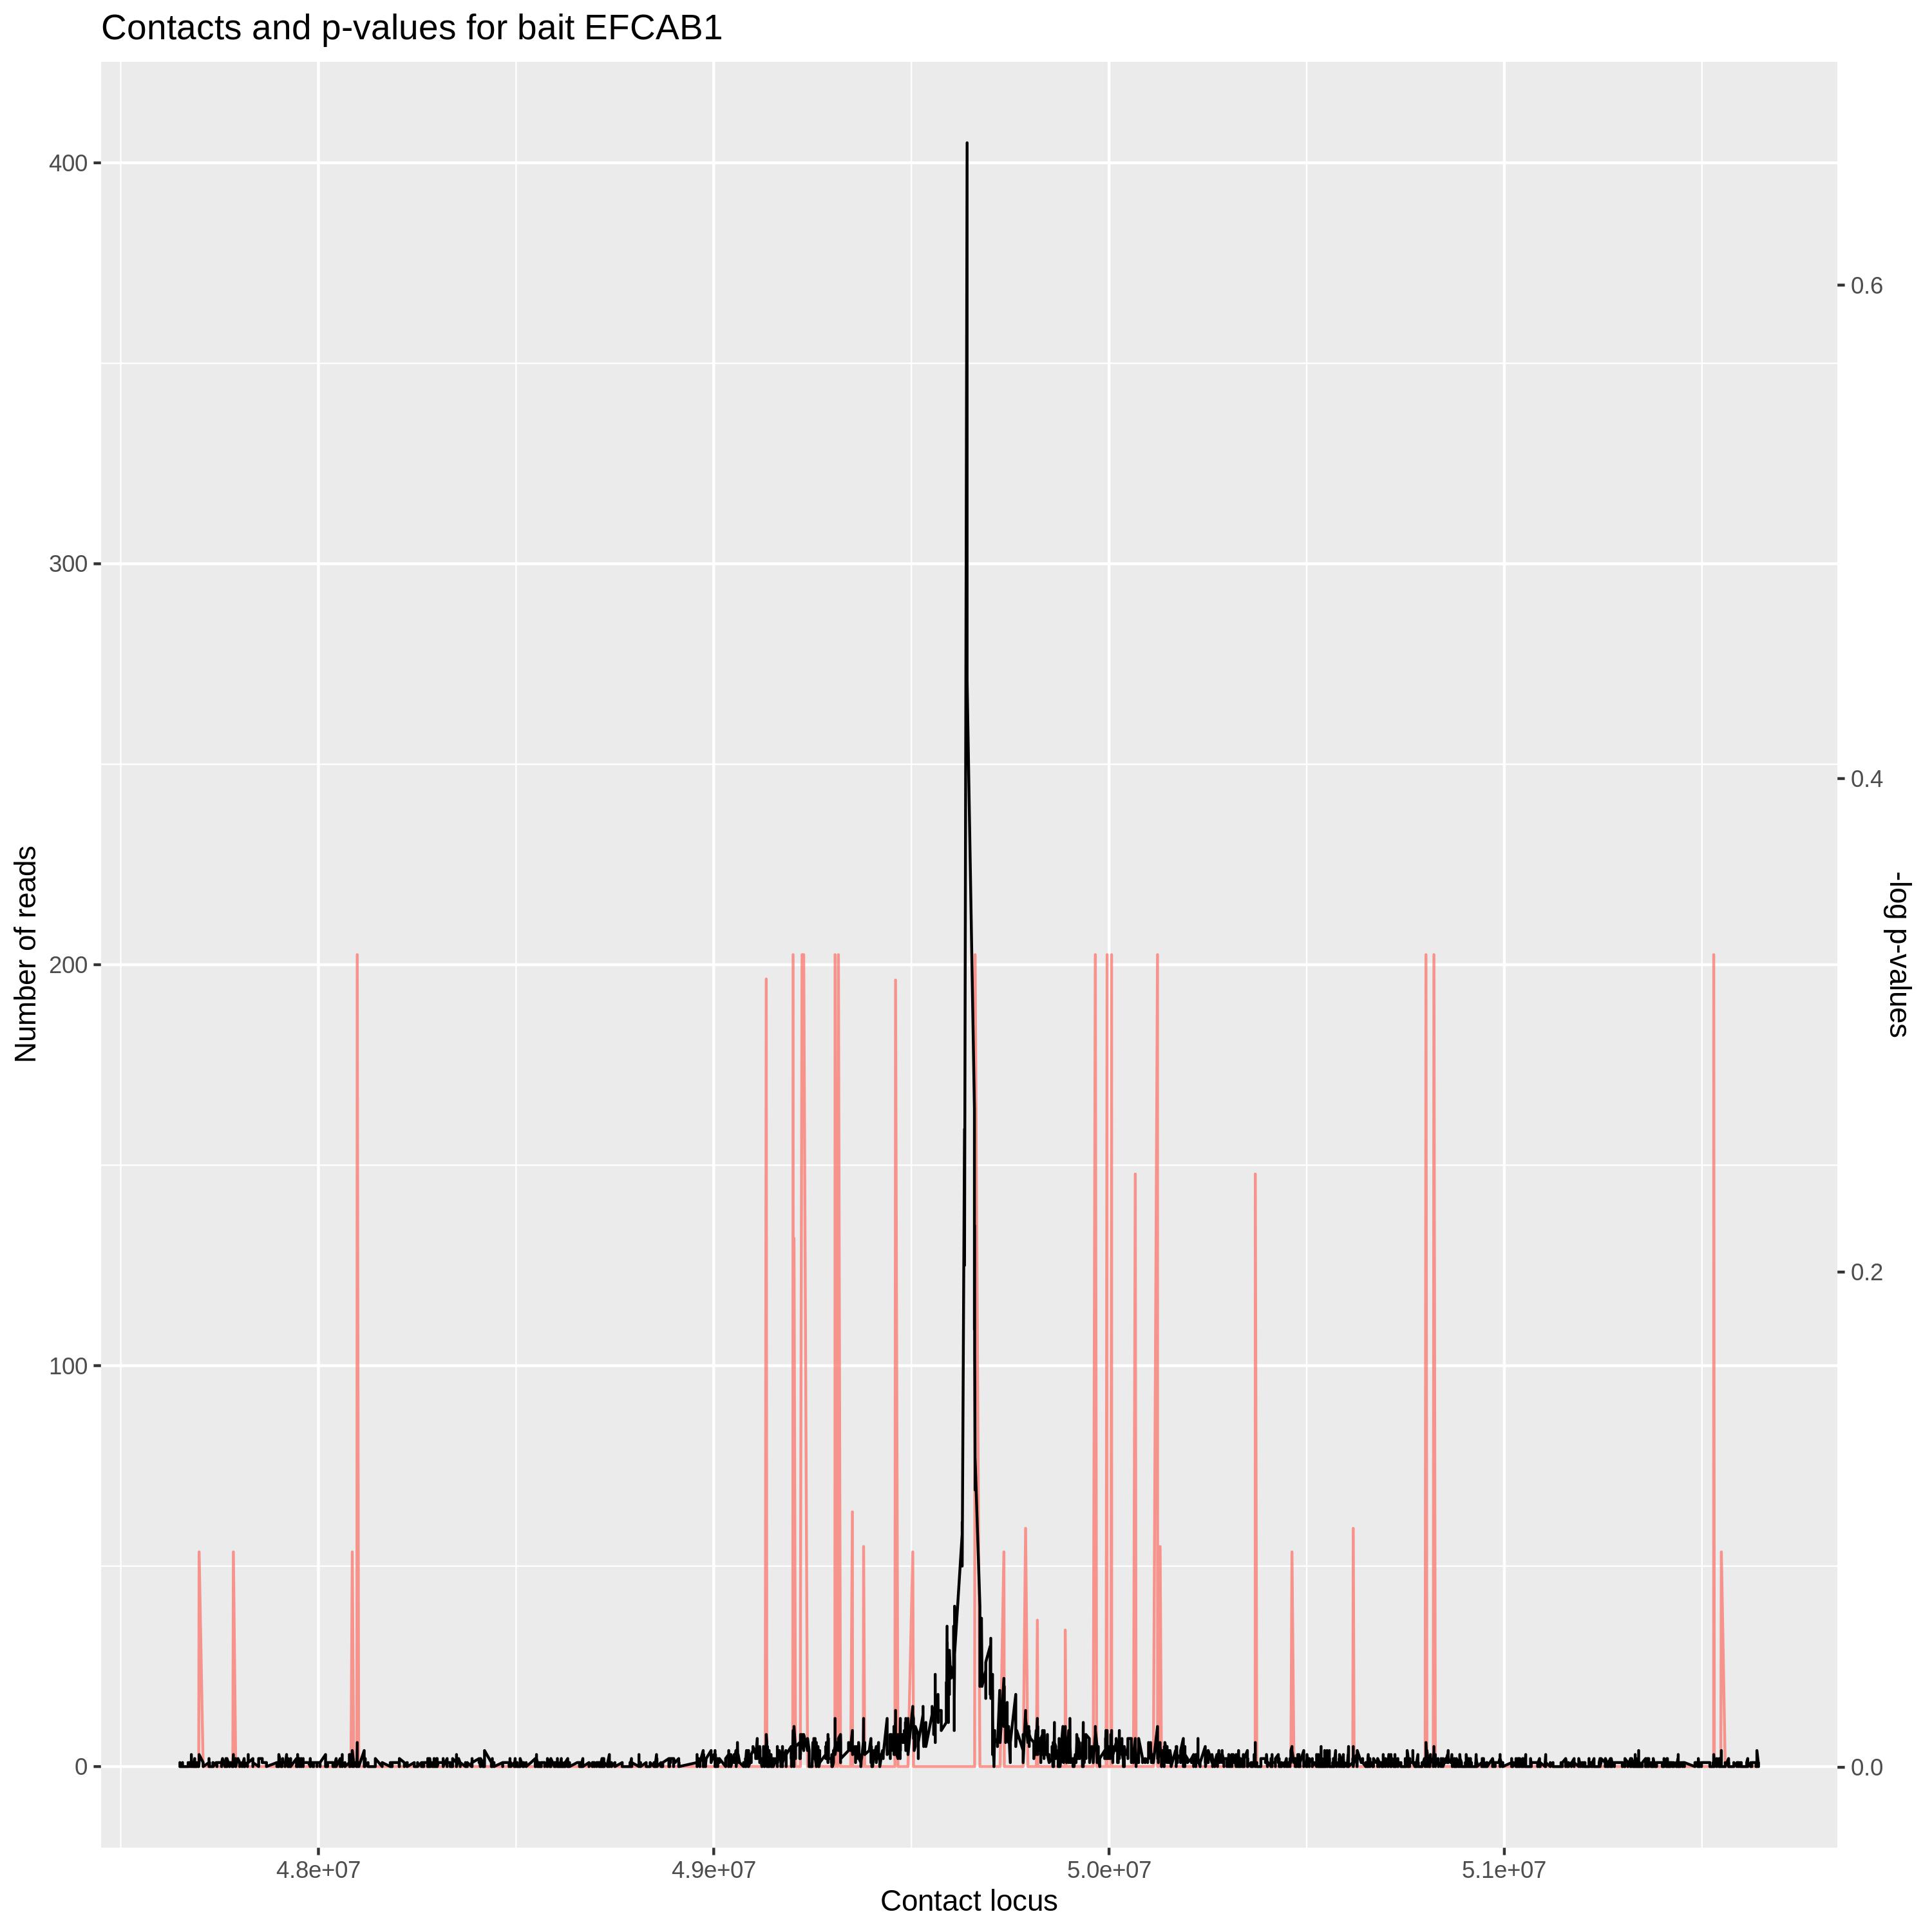 Contacts and p-values for bait EFCAB1
Number of reads
400
300
200
100
0
0.6
0.4
0.2
0.0
-log p-values
4.8e+07
4.9e+07
5.0e+07
5.1e+07
Contact locus